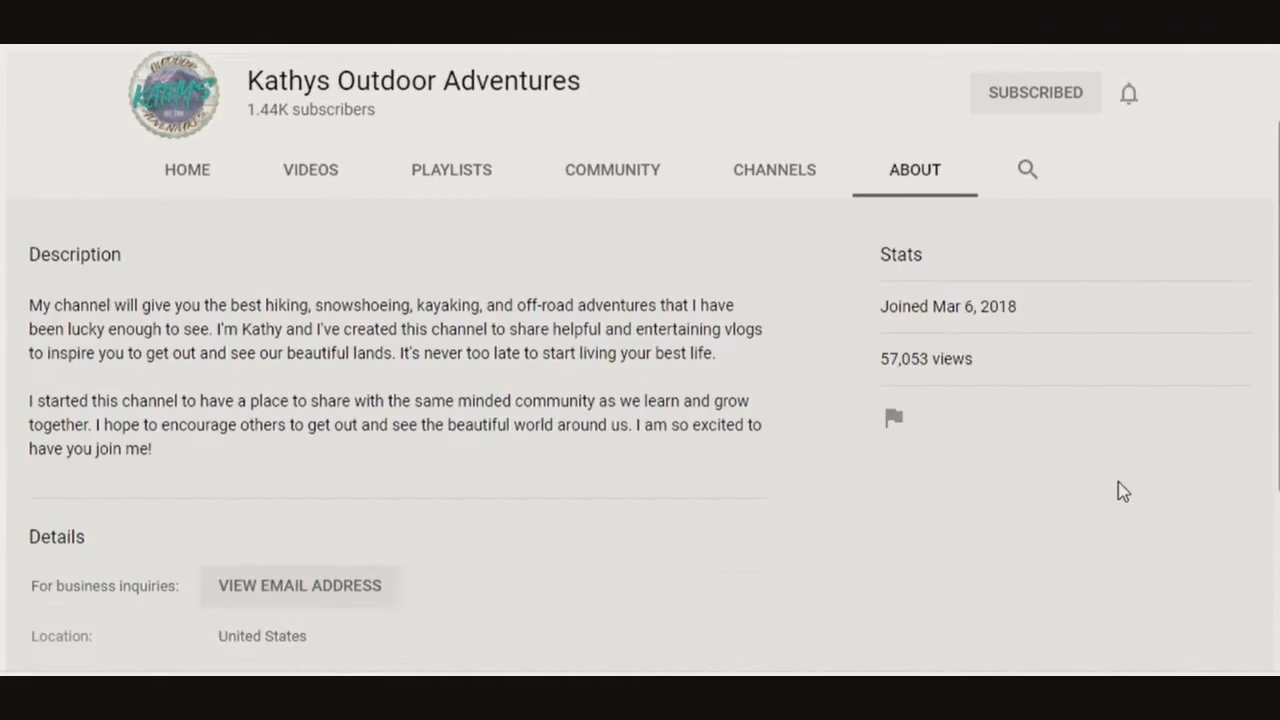 OUTDOOR
KATHYS
ADVENTURES
Kathys Outdoor Adventures
1.44K subscribers
SUBSCRIBED
HOME VIDEOS PLAYLISTS COMMUNITY CHANNELS ABOUT
Description
My channel will give you the best hiking, snowshoeing, kayaking, and off-road adventures that I have
been lucky enough to see. I'm Kathy and I've created this channel to share helpful and entertaining vlogs
to inspire you to get out and see our beautiful lands. It's never too late to start living your best life.
I started this channel to have a place to share with the same minded community as we learn and grow
together. I hope to encourage others to get out and see the beautiful world around us. I am so excited to
have you join me!
Stats
Joined Mar 6, 2018
57,053 views
Details
For business inquiries: VIEW EMAIL ADDRESS
Location: United States